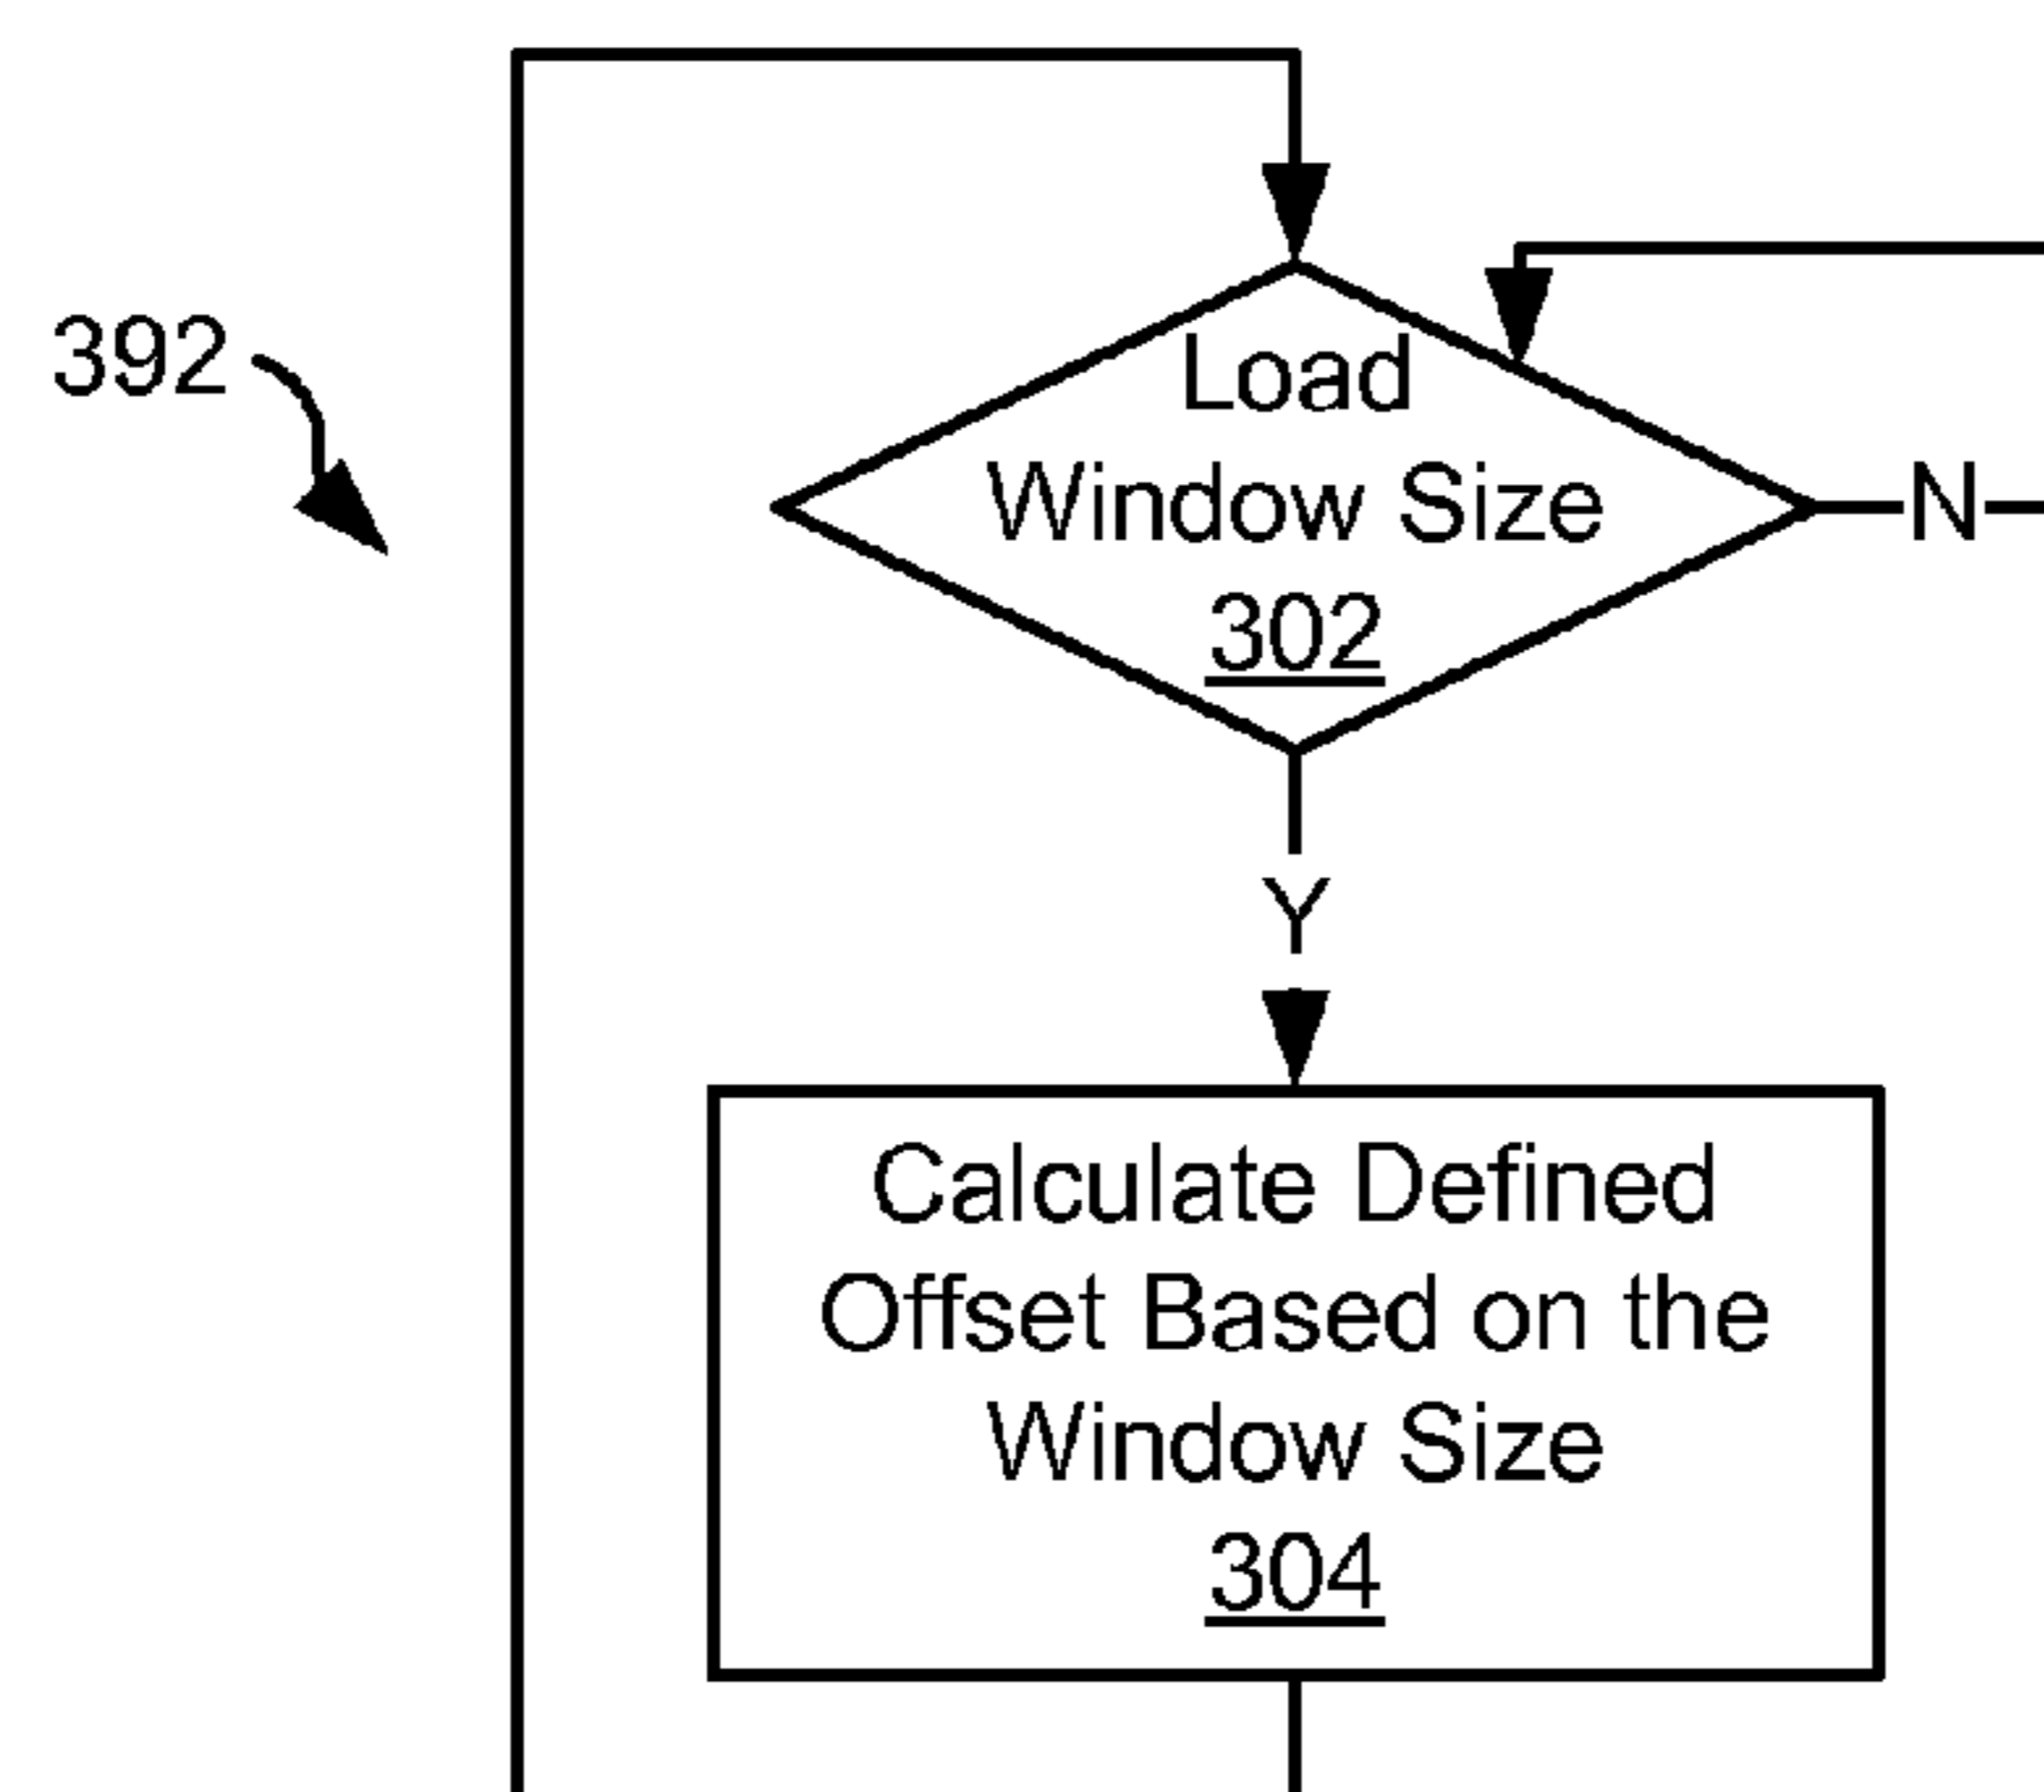 392
Load
Window Size
302
N
Y
Calculate Defined
Offset Based on the
Window Size
304